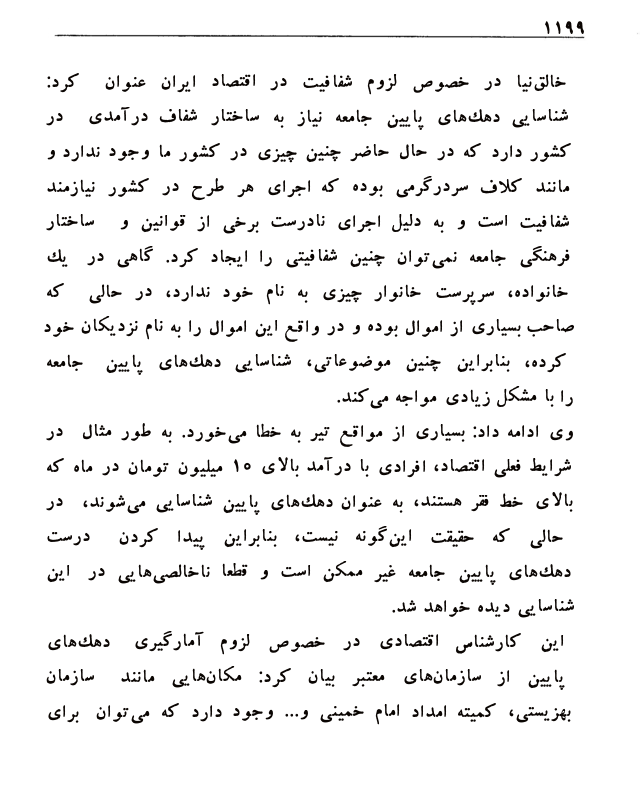 ۱۱۹۹
خالق‌نیا در خصوص لزوم شفافیت در اقتصاد ایران عنوان کرد:
شناسایی دهك‌های پایین جامعه نیاز به ساختار شفاف درآمدی در
کشور دارد که در حال حاضر چنین چیزی در کشور ما وجود ندارد و
مانند کلاف سردرگرمی بوده که اجرای هر طرح در کشور نیازمند
شفافیت است و به دلیل اجرای نادرست برخی از قوانین و ساختار
فرهنگی جامعه نمی‌توان چنین شفافیتی را ایجاد کرد. گاهی در یك
خانواده، سرپرست خانوار چیزی به نام خود ندارد، در حالی که
صاحب بسیاری از اموال بوده و در واقع این اموال را به نام نزدیکان خود
کرده، بنابراین چنین موضوعاتی، شناسایی دهك‌های پایین جامعه
را با مشکل زیادی مواجه می‌کند.
وی ادامه داد: بسیاری از مواقع تیر به خطا می‌خورد. به طور مثال در
شرایط فعلی اقتصاد، افرادی با درآمد بالای ۱۵ میلیون تومان در ماه که
بالای خط فقر هستند، به عنوان دهك‌های پایین شناسایی می‌شوند، در
حالی که حقیقت این‌گونه نیست، بنابراین پیدا کردن درست
دهك‌های پایین جامعه غیر ممکن است و قطعا ناخالصی‌هایی در این
شناسایی دیده خواهد شد.
این کارشناس اقتصادی در خصوص لزوم آمارگیری دهك‌های
پایین از سازمان‌های معتبر بیان کرد: مکان‌هایی مانند سازمان
بهزیستی، کمیته امداد امام خمینی و... وجود دارد که می‌توان برای